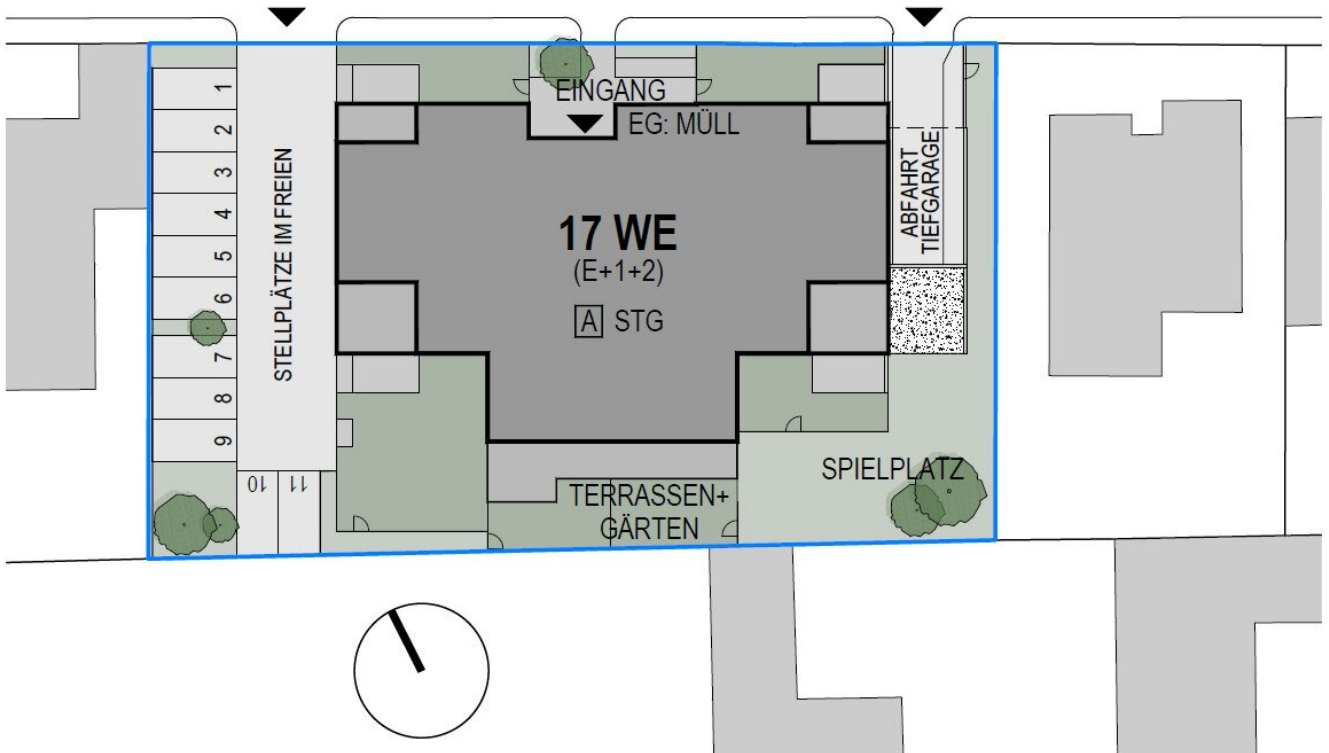 1
2
3
4
5
6
7
8
9
10
11
STELLPLÄTZE IM FREIEN
EINGANG
EG: MÜLL
17 WE
(E+1+2)
A STG
ABFAHRT
TIEFGARAGE
SPIELPLATZ
TERRASSEN+
GÄRTEN